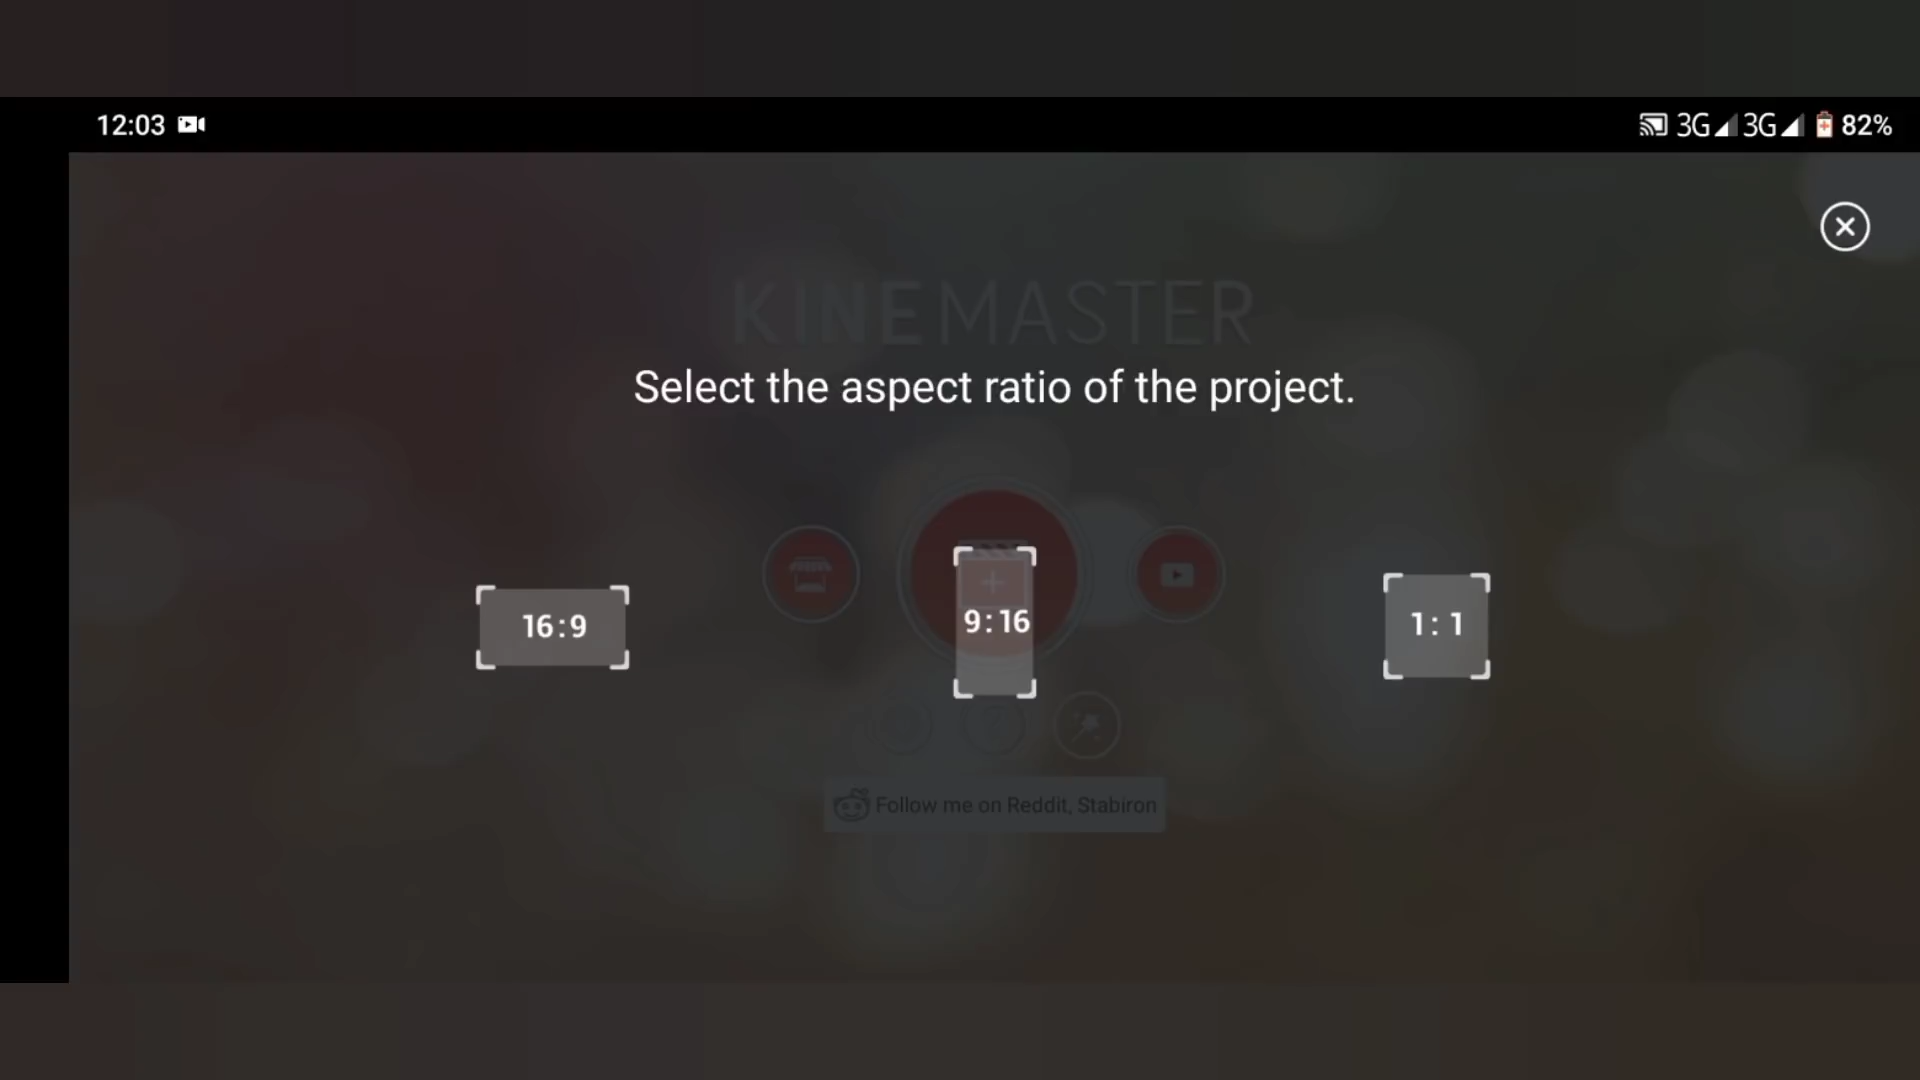 12:03
3G 3G 82%
KINEMASTER
Select the aspect ratio of the project.
16:9
9:16
1:1
Follow me on Reddit, Stabiron